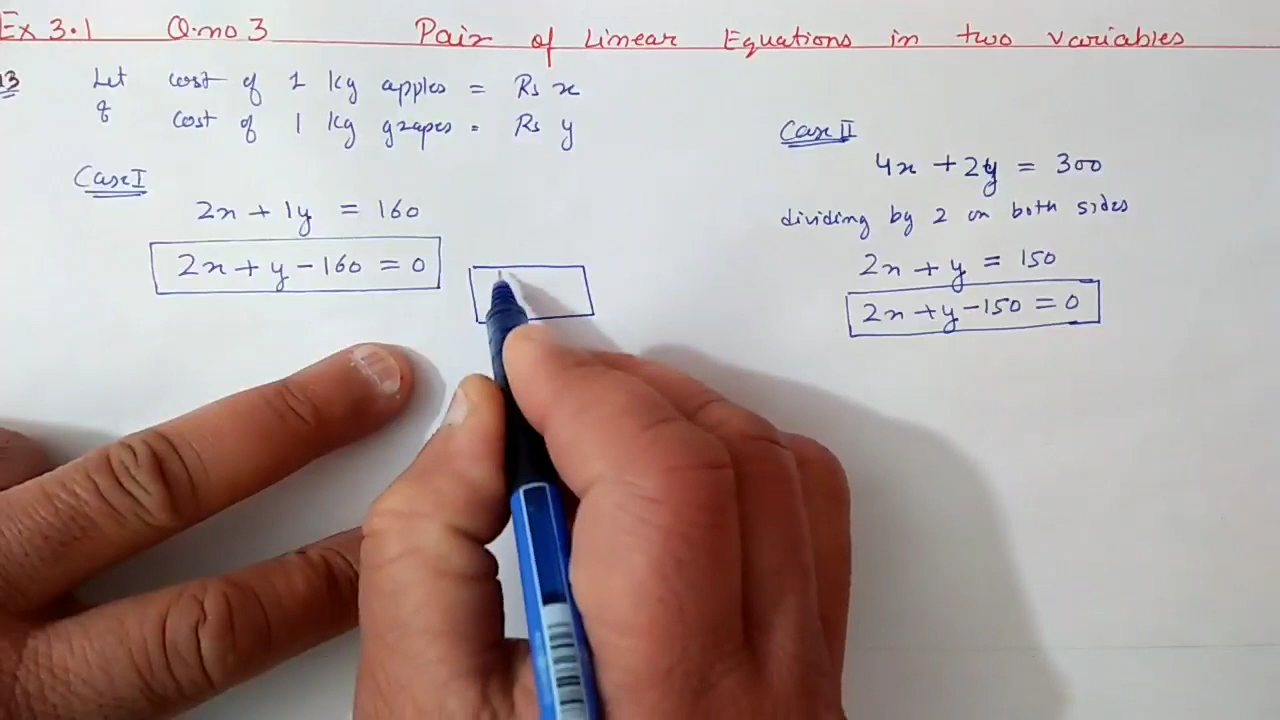 Ex 3.1 Q.no 3 Pair of Linear Equations in two variables
Let cost of 1 kg apples = Rs x
& cost of 1 kg grapes = Rs y
Case I
2x + 1y = 160
2x + y - 160 = 0
Case II
4x + 2y = 300
dividing by 2 on both sides
2x + y = 150
2x + y - 150 = 0